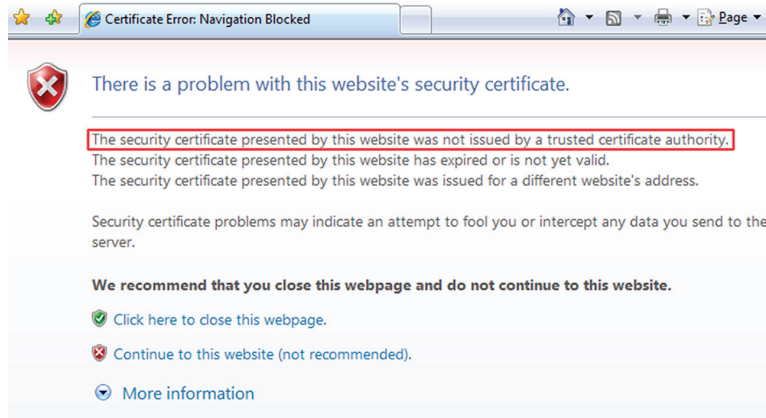 Certificate Error: Navigation Blocked
Page
There is a problem with this website's security certificate.
The security certificate presented by this website was not issued by a trusted certificate authority.
The security certificate presented by this website has expired or is not yet valid.
The security certificate presented by this website was issued for a different website's address.
Security certificate problems may indicate an attempt to fool you or intercept any data you send to the
server.
We recommend that you close this webpage and do not continue to this website.
Click here to close this webpage.
Continue to this website (not recommended).
More information